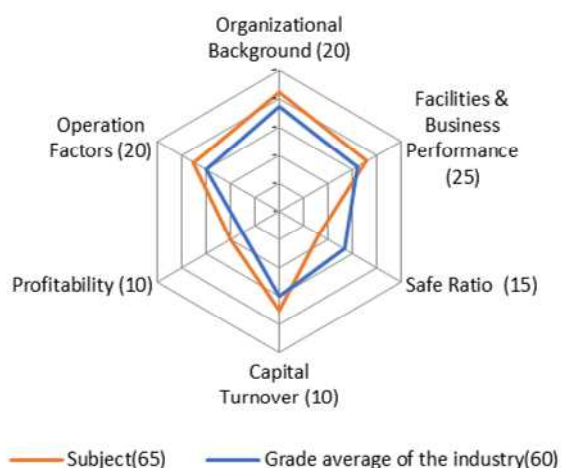 Organizational
Background (20)
Facilities &
Business
Performance
(25)
Operation
Factors (20)
Profitability (10)
Safe Ratio (15)
Capital
Turnover (10)
Subject(65)
Grade average of the industry(60)